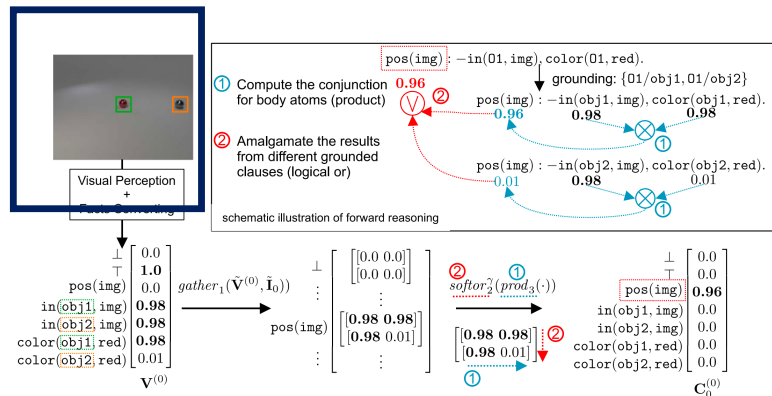 pos(img):-in(O1,img),color(O1,red).
grounding: {O1/obj1,O1/obj2}
① Compute the conjunction
for body atoms (product)
0.96
②
pos(img):-in(obj1,img),color(obj1,red).
0.96 0.98 0.98
①
② Amalgamate the results
from different grounded
clauses (logical or)
pos(img):-in(obj2,img),color(obj2,red).
0.01 0.98 0.01
①
schematic illustration of forward reasoning
Visual Perception
+
Facts Converting
⊥ 0.0
⊤ 1.0
pos(img) 0.0
in(obj1,img) 0.98
in(obj2,img) 0.98
color(obj1,red) 0.98
color(obj2,red) 0.01
V^(0)
gather₁(Ṽ^(0), Ĩ₀))
⊥ [[0.0 0.0]
[0.0 0.0]]
⋮ ⋮
pos(img) [[0.98 0.98]
[0.98 0.01]]
⋮ ⋮
② ①
softor₂^γ(prod₃(·))
[[0.98 0.98]
[0.98 0.01]] ②
①
⊥ 0.0
⊤ 0.0
pos(img) 0.96
in(obj1,img) 0.0
in(obj2,img) 0.0
color(obj1,red) 0.0
color(obj2,red) 0.0
C₀^(0)